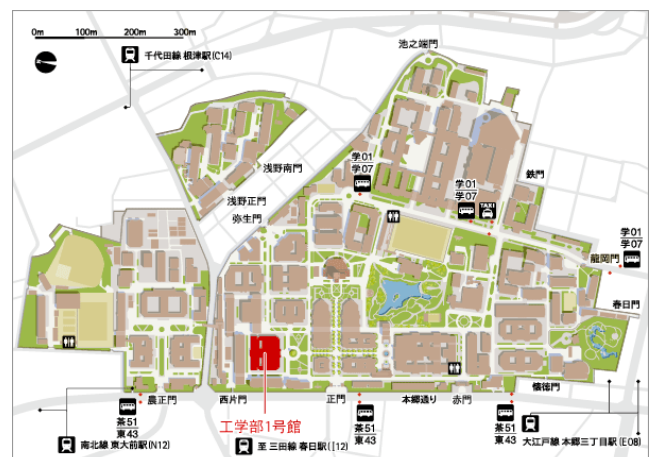 0m 100m 200m 300m
千代田線 根津駅(C14)
池之端門
浅野南門
学01
学07
学01
学07
TAXI
鉄門
浅野正門
弥生門
学01
学07
龍岡門
春日門
懐徳門
農正門
西片門
正門
本郷通り
赤門
茶51
東43
工学部1号館
茶51
東43
茶51
東43
南北線 東大前駅(N12)
至 三田線 春日駅(I12)
大江戸線 本郷三丁目駅(E08)